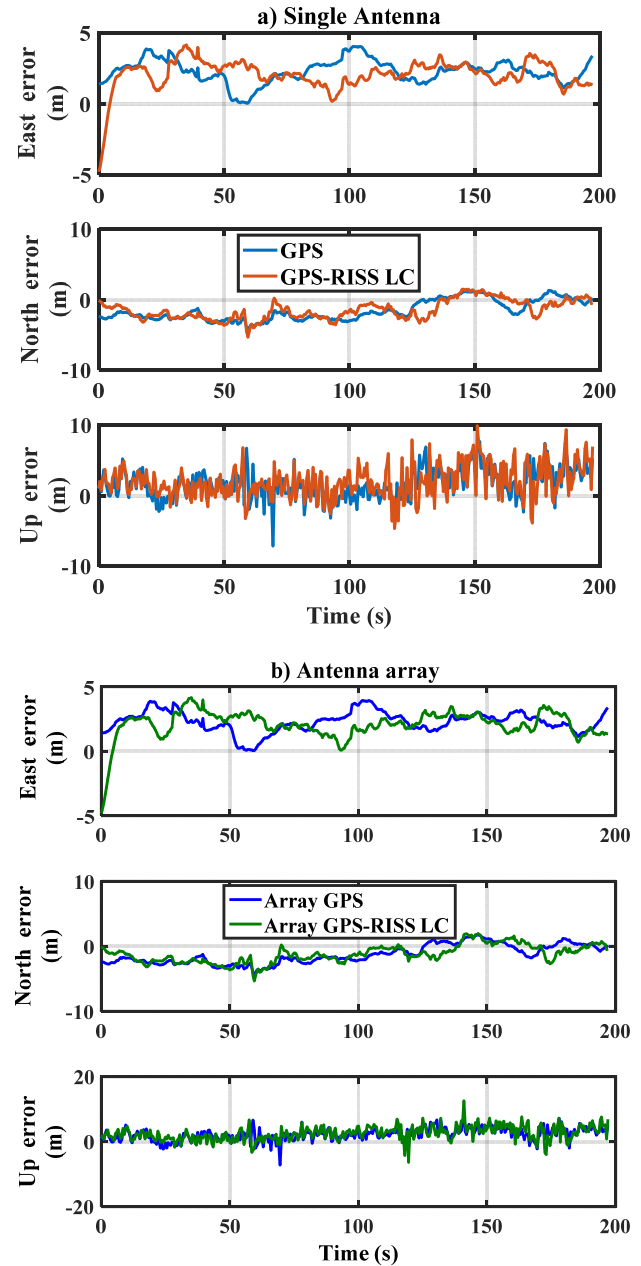 a) Single Antenna
East error
(m)
5
0
-5
0 50 100 150 200
North error
(m)
10
0
-10
GPS
GPS-RISS LC
0 50 100 150 200
Up error
(m)
10
0
-10
0 50 100 150 200
Time (s)
b) Antenna array
East error
(m)
5
0
-5
0 50 100 150 200
North error
(m)
10
0
-10
Array GPS
Array GPS-RISS LC
0 50 100 150 200
Up error
(m)
20
0
-20
0 50 100 150 200
Time (s)